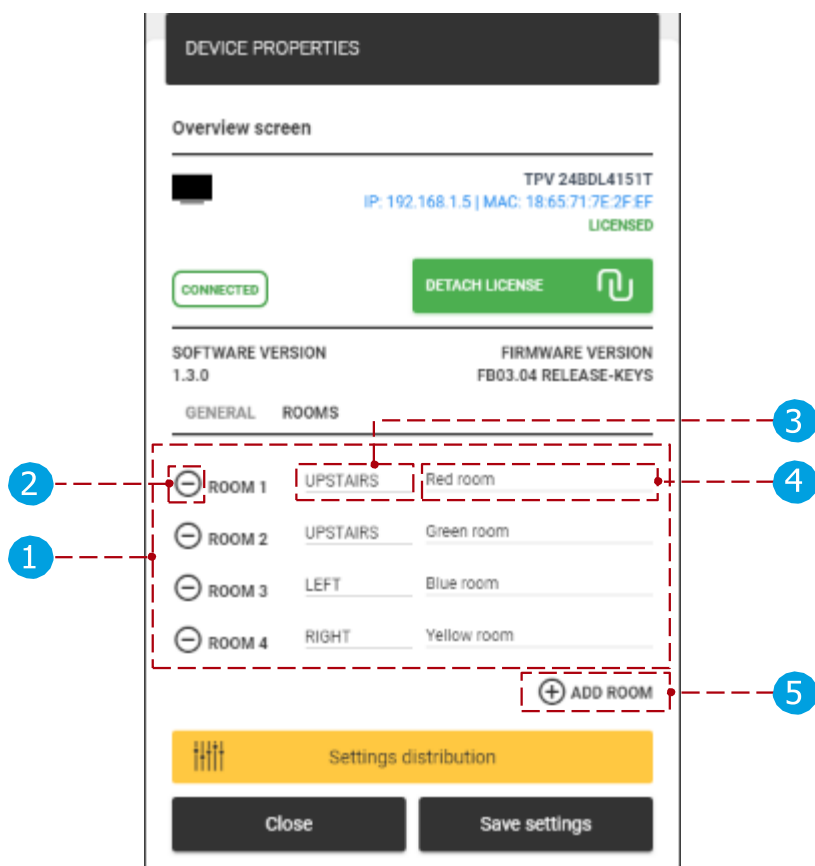 DEVICE PROPERTIES
Overview screen
TPV 24BDL4151T
IP: 192.168.1.5 | MAC: 18:65:71:7E:2F:EF
LICENSED
CONNECTED
DETACH LICENSE
SOFTWARE VERSION FIRMWARE VERSION
1.3.0 FB03.04 RELEASE-KEYS
GENERAL ROOMS
3
2 ROOM 1 UPSTAIRS Red room 4
ROOM 2 UPSTAIRS Green room
1
ROOM 3 LEFT Blue room
ROOM 4 RIGHT Yellow room
ADD ROOM 5
Settings distribution
Close Save settings